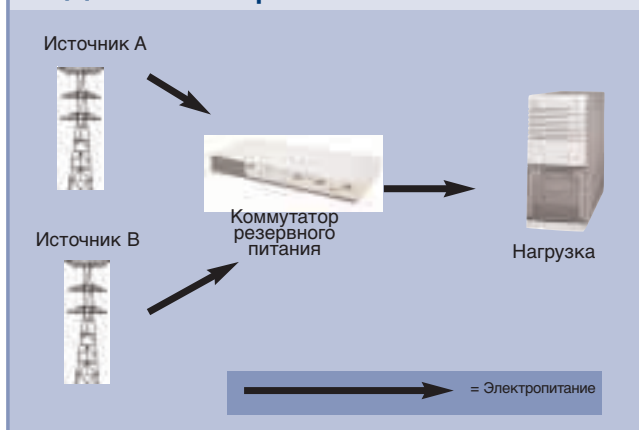 Источник А
Коммутатор
резервного
питания
Источник В
Нагрузка
= Электропитание